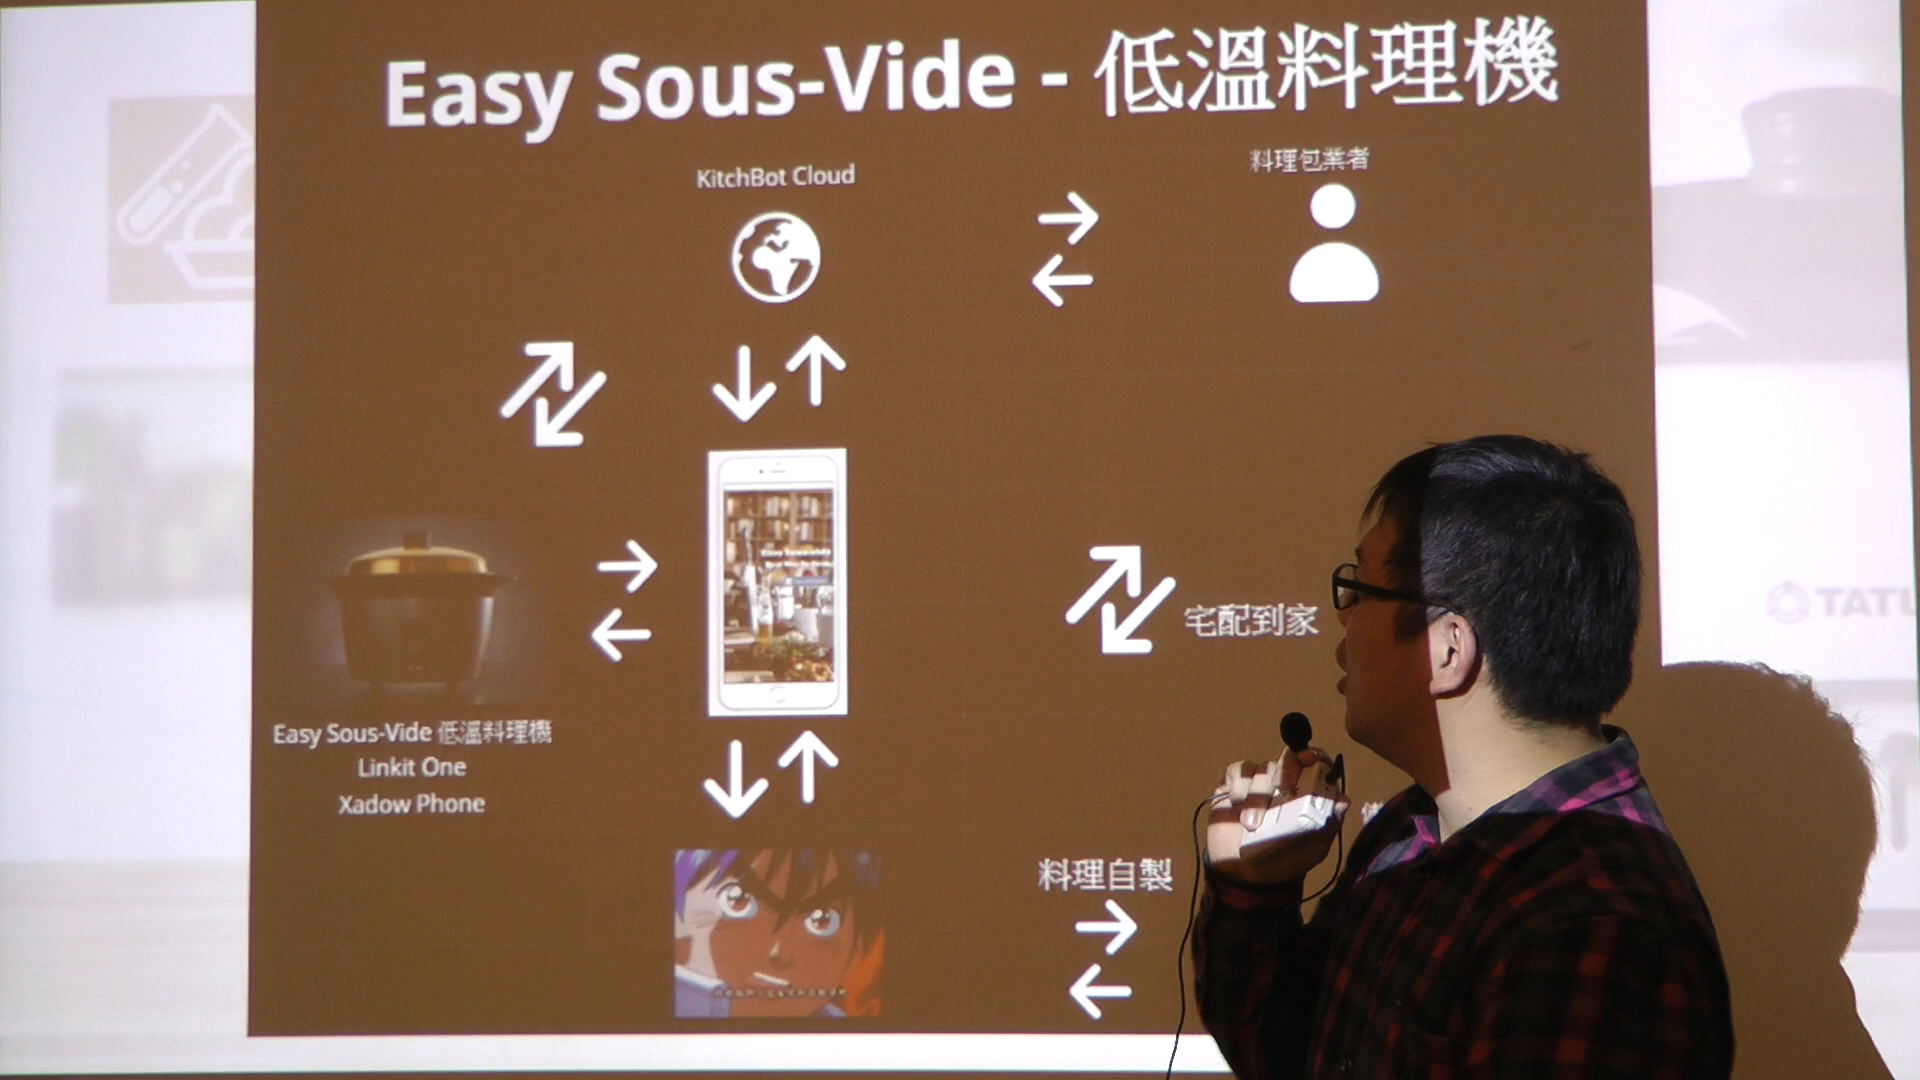 Easy Sous-Vide - 低溫料理機
KitchBot Cloud
料理包業者
宅配到家
Easy Sous-Vide 低溫料理機
Linkit One
Xadow Phone
料理自製